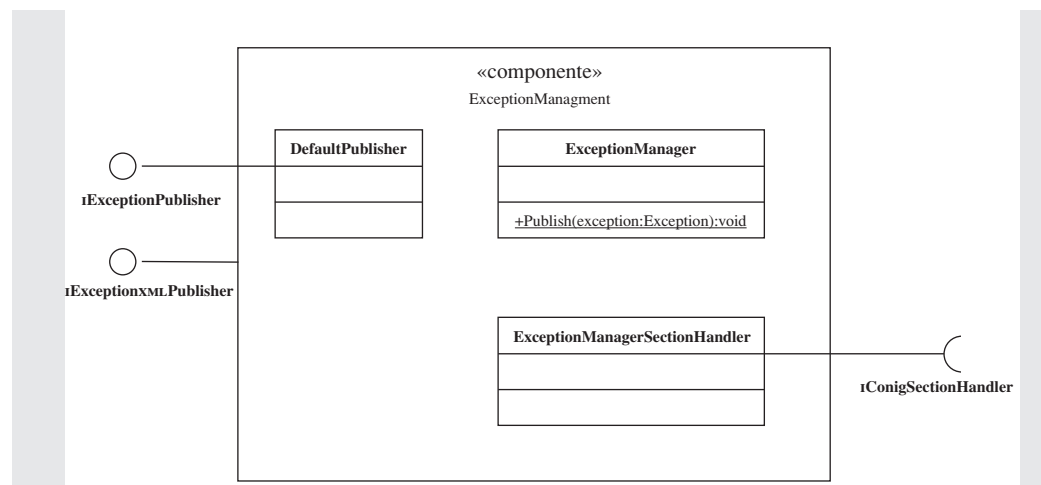 «componente»
ExceptionManagment
DefaultPublisher
ExceptionManager
IExceptionPublisher
+Publish(exception:Exception):void
IExceptionXMLPublisher
ExceptionManagerSectionHandler
IConigSectionHandler